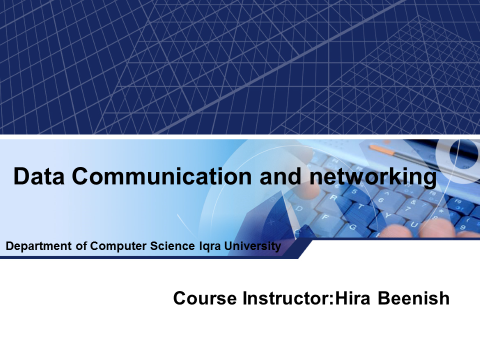 Data Communication and networking
Department of Computer Science Iqra University
Course Instructor:Hira Beenish